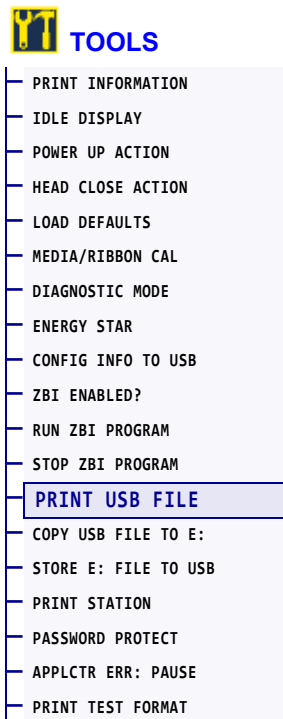 TOOLS
PRINT INFORMATION
IDLE DISPLAY
POWER UP ACTION
HEAD CLOSE ACTION
LOAD DEFAULTS
MEDIA/RIBBON CAL
DIAGNOSTIC MODE
ENERGY STAR
CONFIG INFO TO USB
ZBI ENABLED?
RUN ZBI PROGRAM
STOP ZBI PROGRAM
PRINT USB FILE
COPY USB FILE TO E:
STORE E: FILE TO USB
PRINT STATION
PASSWORD PROTECT
APPLCTR ERR: PAUSE
PRINT TEST FORMAT